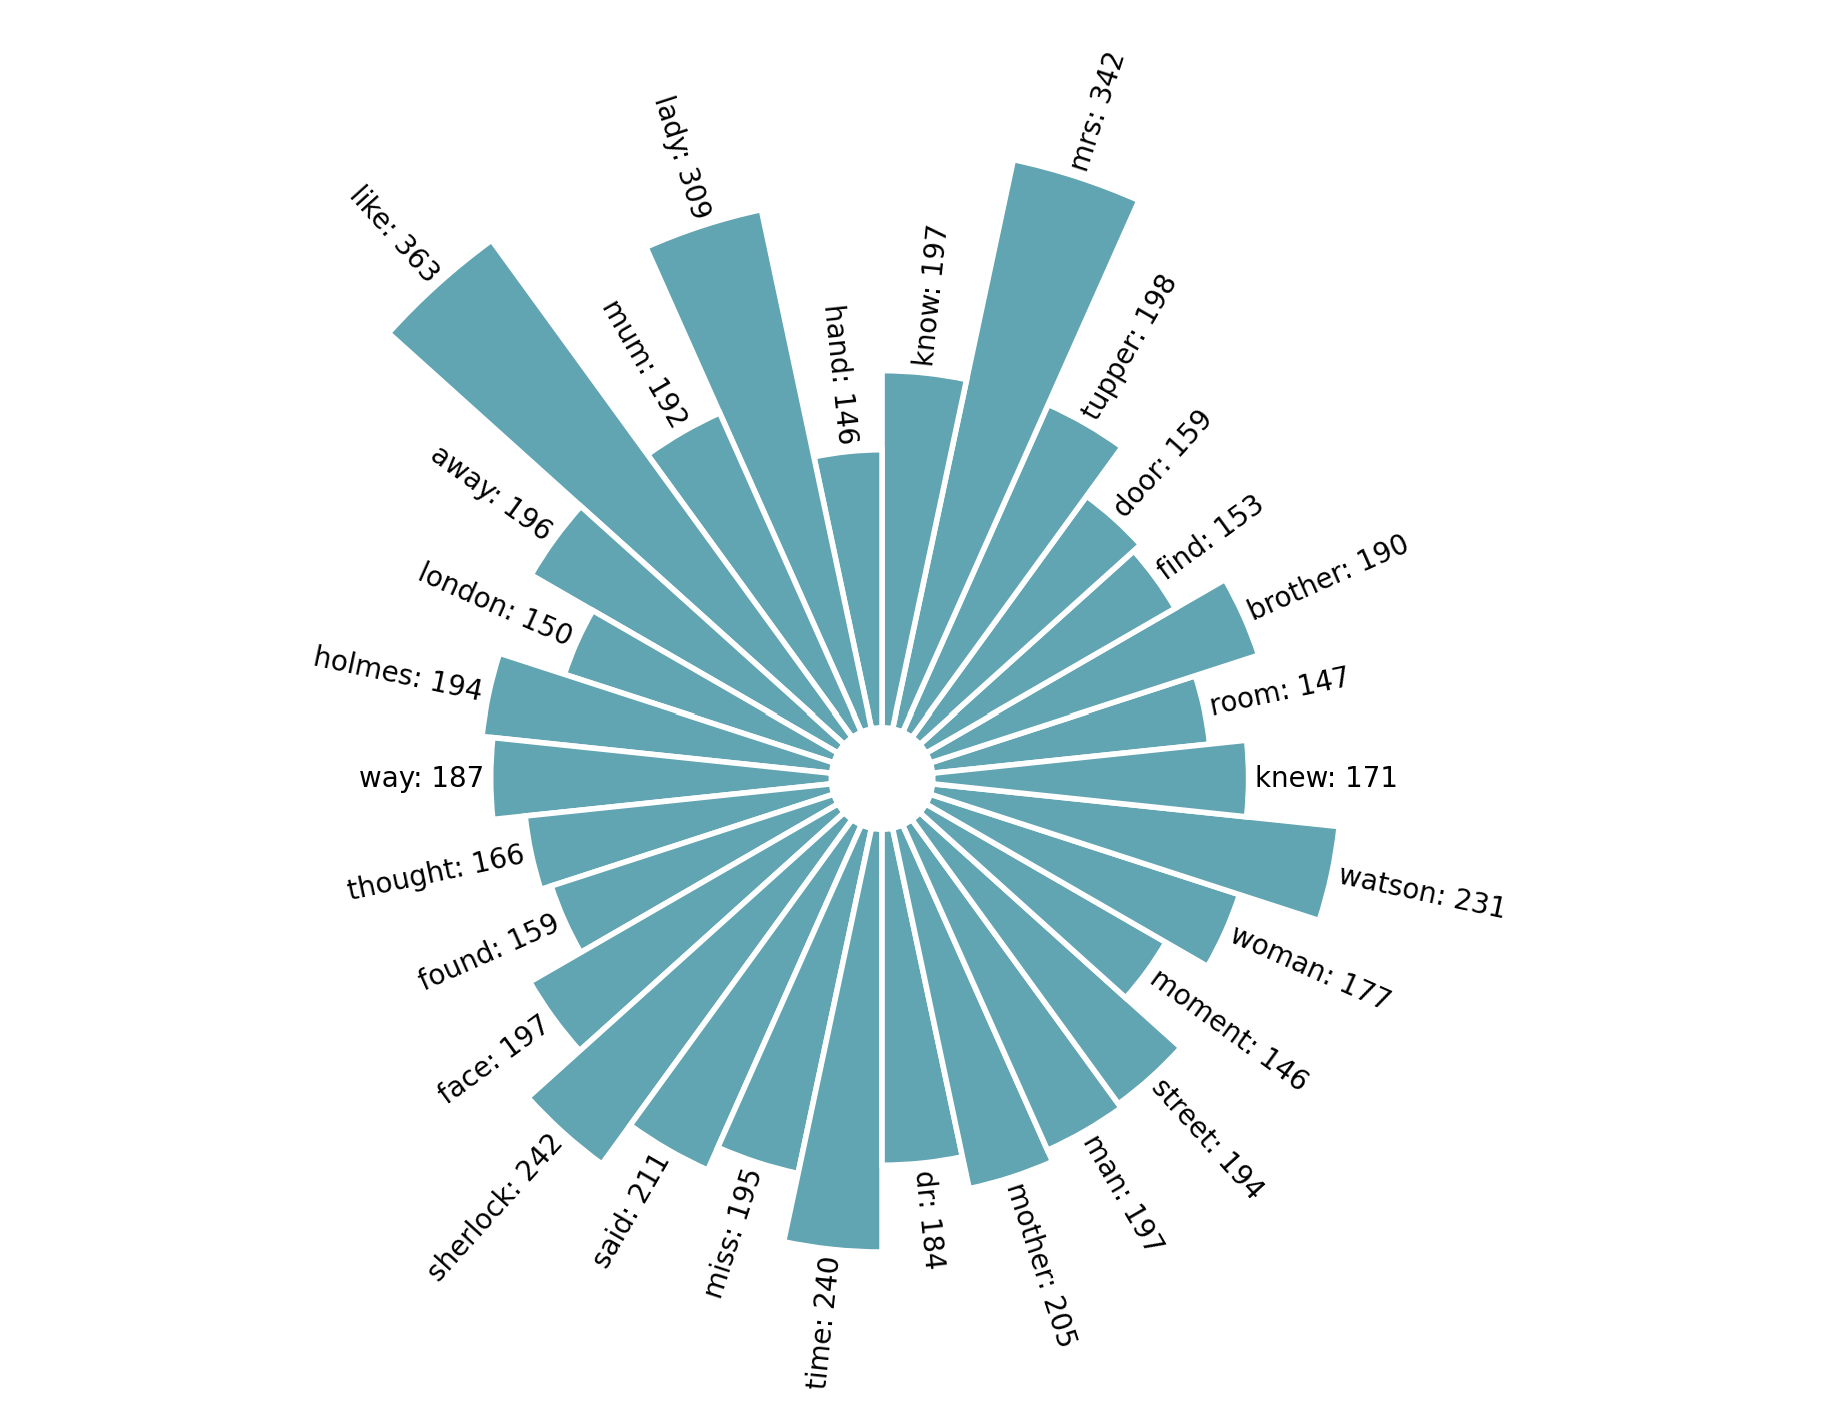 know: 197
mrs: 342
tupper: 198
door: 159
find: 153
brother: 190
room: 147
knew: 171
watson: 231
woman: 177
moment: 146
street: 194
man: 197
mother: 205
dr: 184
time: 240
miss: 195
said: 211
sherlock: 242
face: 197
found: 159
thought: 166
way: 187
holmes: 194
london: 150
away: 196
like: 363
mum: 192
lady: 309
hand: 146